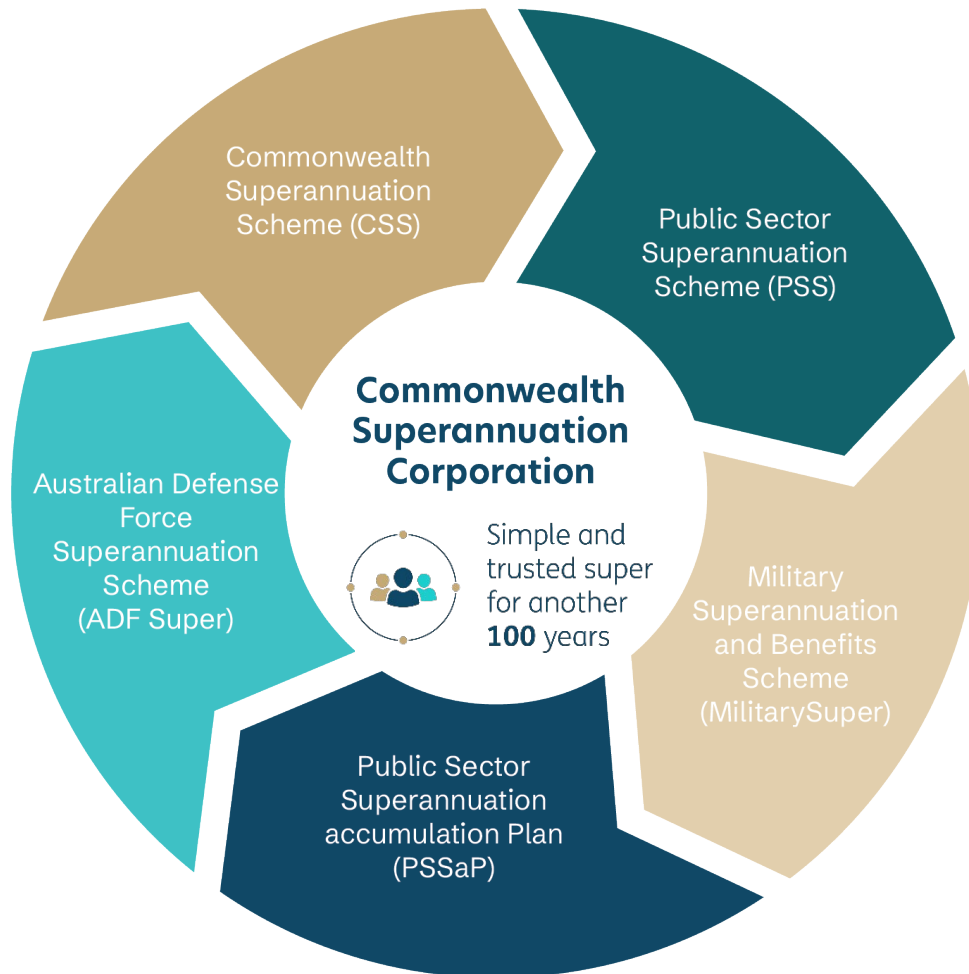 Commonwealth
Superannuation
Scheme (CSS)
Public Sector
Superannuation
Scheme (PSS)
Commonwealth
Superannuation
Corporation
Simple and
trusted super
for another
100 years
Australian Defense
Force
Superannuation
Scheme
(ADF Super)
Military
Superannuation
and Benefits
Scheme
(MilitarySuper)
Public Sector
Superannuation
accumulation Plan
(PSSaP)